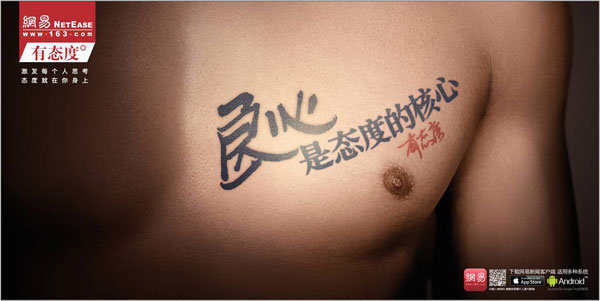 網易 NETEASE
www.163.com
有态度°
激发每个人思考
态度就在你身上
良心
是态度的核心
有态度
下载网易新闻客户端 适用多种系统
網易
App Store
Android